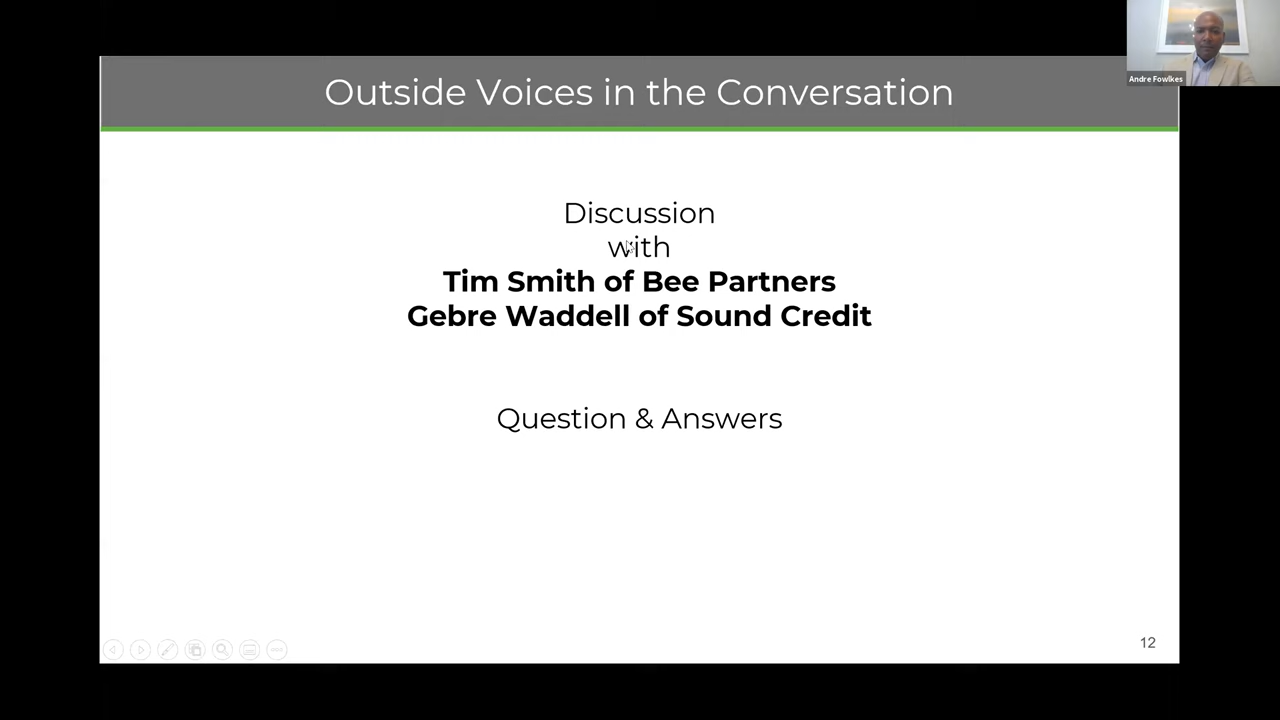 Andre Fowlkes
Outside Voices in the Conversation
Discussion
with
Tim Smith of Bee Partners
Gebre Waddell of Sound Credit
Question & Answers
12